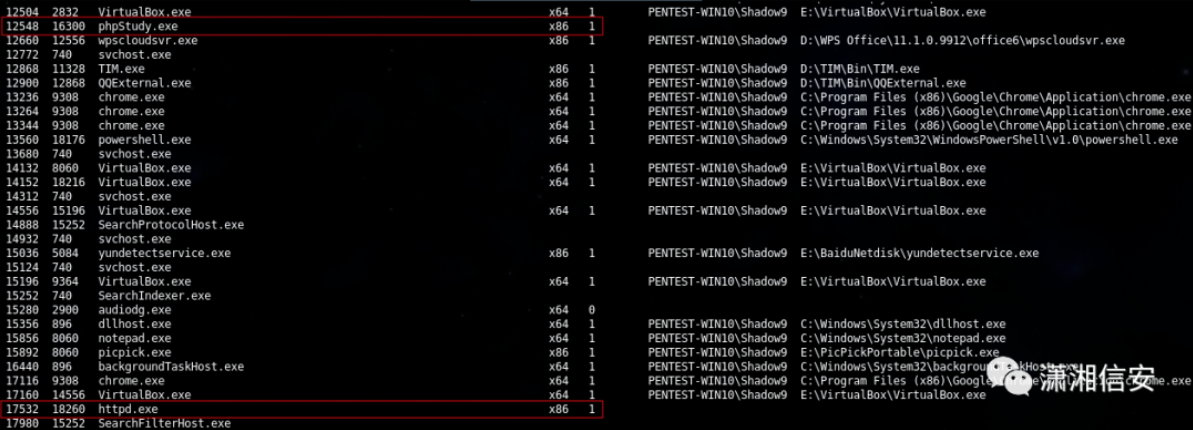 12504 2832 VirtualBox.exe x64 1 PENTEST-WIN10\Shadow9 E:\VirtualBox\VirtualBox.exe
12548 16300 phpStudy.exe x86 1
12660 12556 wpscloudsvr.exe x86 1 PENTEST-WIN10\Shadow9 D:\WPS Office\11.1.0.9912\office6\wpscloudsvr.exe
12772 740 svchost.exe
12868 11328 TIM.exe x86 1 PENTEST-WIN10\Shadow9 D:\TIM\Bin\TIM.exe
12900 12868 QQExternal.exe x86 1 PENTEST-WIN10\Shadow9 D:\TIM\Bin\QQExternal.exe
13236 9308 chrome.exe x64 1 PENTEST-WIN10\Shadow9 C:\Program Files (x86)\Google\Chrome\Application\chrome.exe
13264 9308 chrome.exe x64 1 PENTEST-WIN10\Shadow9 C:\Program Files (x86)\Google\Chrome\Application\chrome.exe
13344 9308 chrome.exe x64 1 PENTEST-WIN10\Shadow9 C:\Program Files (x86)\Google\Chrome\Application\chrome.exe
13560 18176 powershell.exe x64 1 PENTEST-WIN10\Shadow9 C:\Windows\System32\WindowsPowerShell\v1.0\powershell.exe
13680 740 svchost.exe
14132 8060 VirtualBox.exe x64 1 PENTEST-WIN10\Shadow9 E:\VirtualBox\VirtualBox.exe
14152 18216 VirtualBox.exe x64 1 PENTEST-WIN10\Shadow9 E:\VirtualBox\VirtualBox.exe
14312 740 svchost.exe
14556 15196 VirtualBox.exe x64 1 PENTEST-WIN10\Shadow9 E:\VirtualBox\VirtualBox.exe
14888 15252 SearchProtocolHost.exe
14932 740 svchost.exe
15036 5084 yundetectservice.exe x86 1 PENTEST-WIN10\Shadow9 E:\BaiduNetdisk\yundetectservice.exe
15124 740 svchost.exe
15196 9364 VirtualBox.exe x64 1 PENTEST-WIN10\Shadow9 E:\VirtualBox\VirtualBox.exe
15252 740 SearchIndexer.exe
15280 2900 audiodg.exe x64 0
15356 896 dllhost.exe x64 1 PENTEST-WIN10\Shadow9 C:\Windows\System32\dllhost.exe
15856 8060 notepad.exe x64 1 PENTEST-WIN10\Shadow9 C:\Windows\System32\notepad.exe
15892 8060 picpick.exe x86 1 PENTEST-WIN10\Shadow9 E:\PicPickPortable\picpick.exe
16440 896 backgroundTaskHost.exe x64 1 PENTEST-WIN10\Shadow9 C:\Windows\System32\backgroundTaskHost.exe
17116 9308 chrome.exe x64 1 PENTEST-WIN10\Shadow9 C:\Program Files (x86)\Google\Chrome\Application\chrome.exe
17160 14556 VirtualBox.exe x64 1 PENTEST-WIN10\Shadow9 E:\VirtualBox\VirtualBox.exe
17532 18260 httpd.exe x86 1
17980 15252 SearchFilterHost.exe
潇湘信安